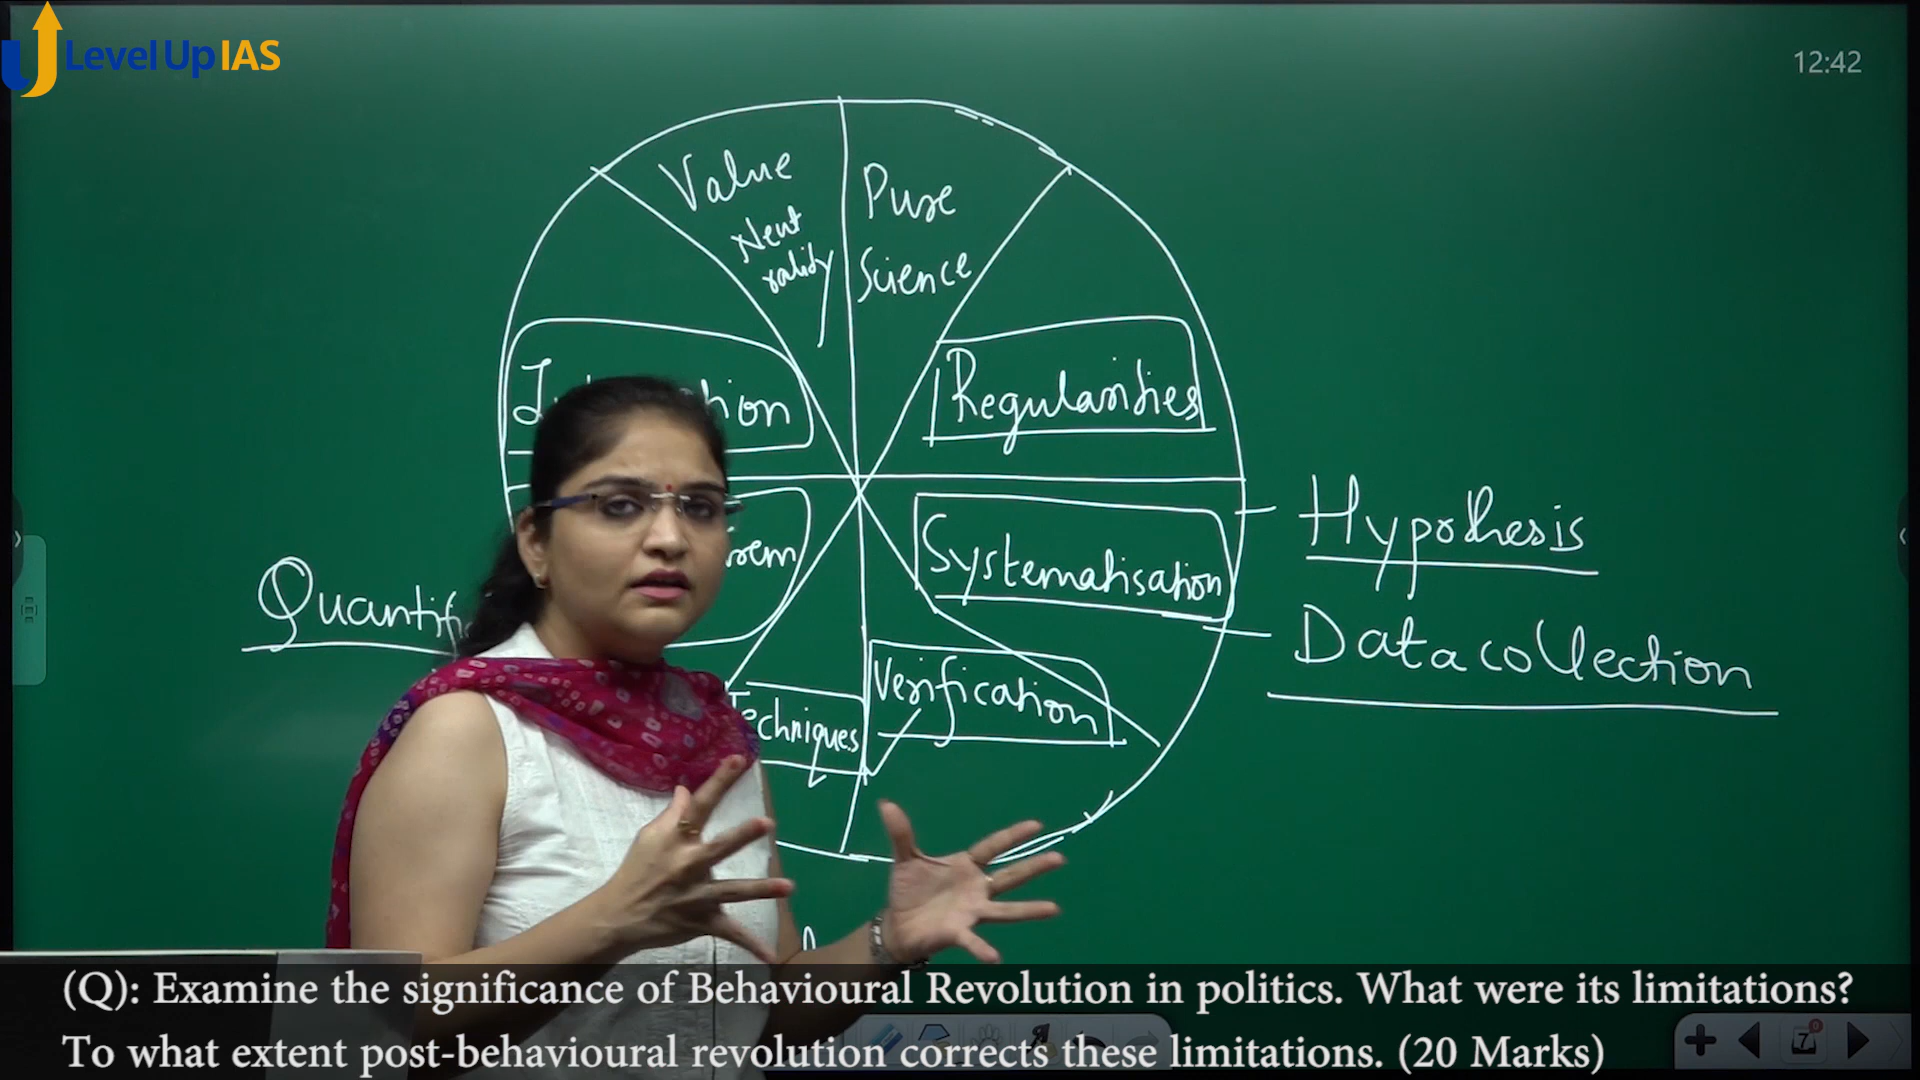 Level Up IAS
12:42
Value
Neut
rality
Pure
Science
Regularities
Systematisation
Hypothesis
Data collection
Verification
Techniques
(Q): Examine the significance of Behavioural Revolution in politics. What were its limitations?
To what extent post-behavioural revolution corrects these limitations. (20 Marks)
7